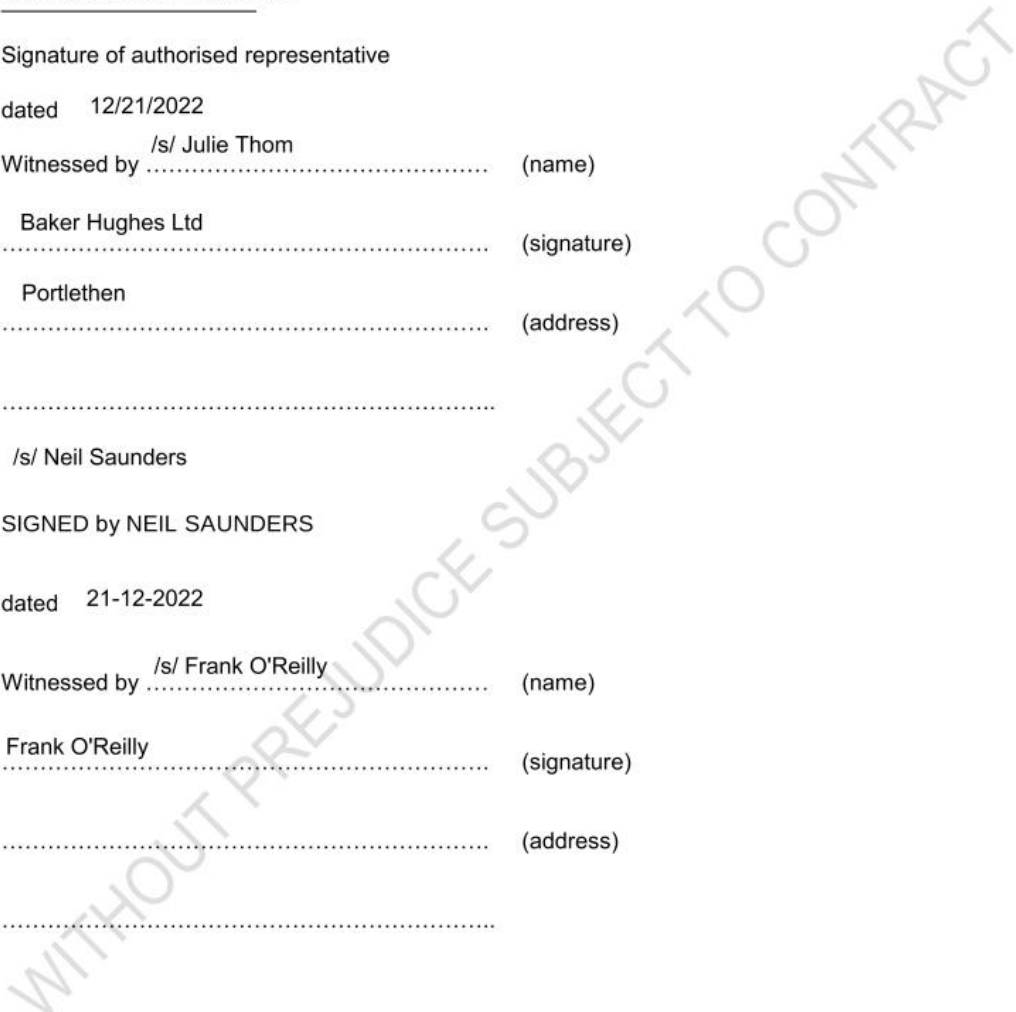 Signature of authorised representative
dated 12/21/2022
/s/ Julie Thom
Witnessed by ……………………………………… (name)
Baker Hughes Ltd
………………………………………………………. (signature)
Portlethen
………………………………………………………. (address)
………………………………………………………..
/s/ Neil Saunders
SIGNED by NEIL SAUNDERS
dated 21-12-2022
/s/ Frank O'Reilly
Witnessed by ……………………………………… (name)
Frank O'Reilly
………………………………………………………. (signature)
………………………………………………………. (address)
………………………………………………………..
WITHOUT PREJUDICE SUBJECT TO CONTRACT